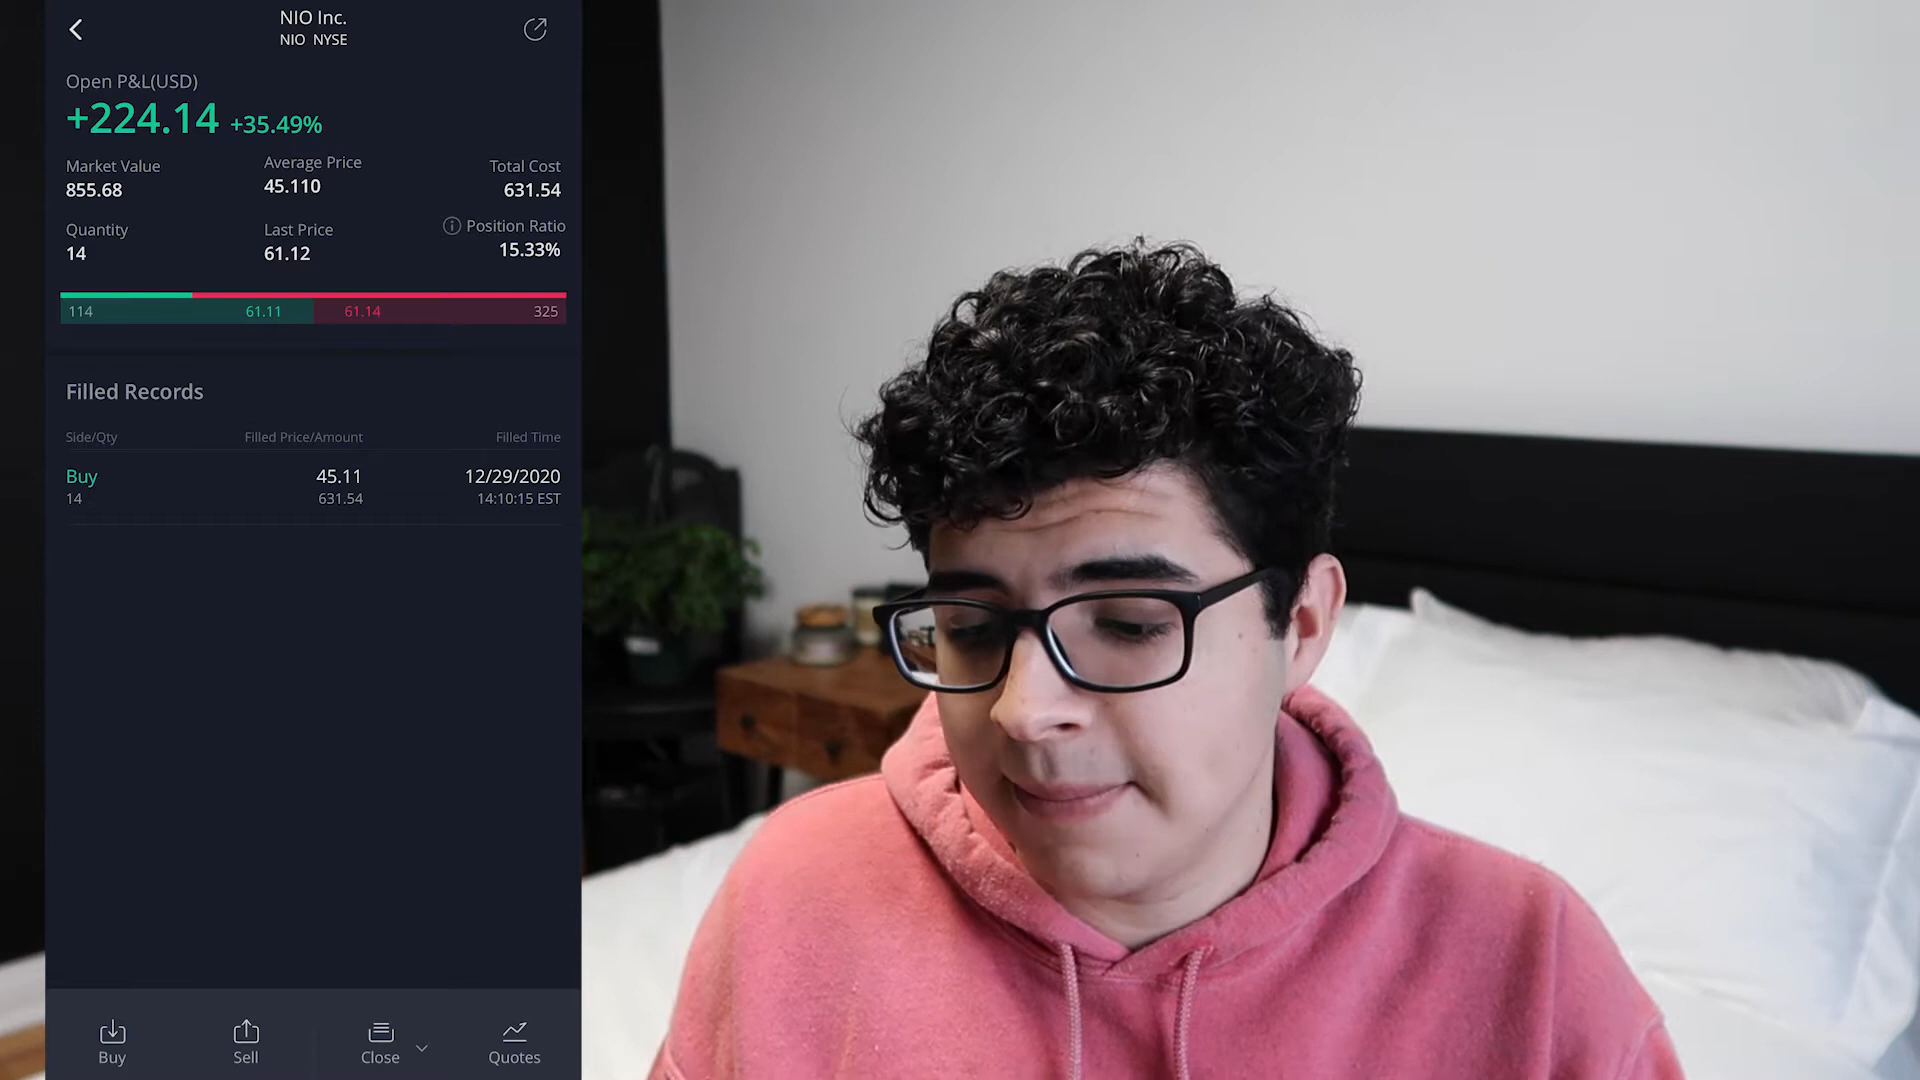 NIO Inc.
NIO NYSE
Open P&L(USD)
+224.14 +35.49%
Market Value Average Price Total Cost
855.68 45.110 631.54
Quantity Last Price Position Ratio
14 61.12 15.33%
114 61.11 61.14 325
Filled Records
Side/Qty Filled Price/Amount Filled Time
Buy 45.11 12/29/2020
14 631.54 14:10:15 EST
Buy Sell Close Quotes